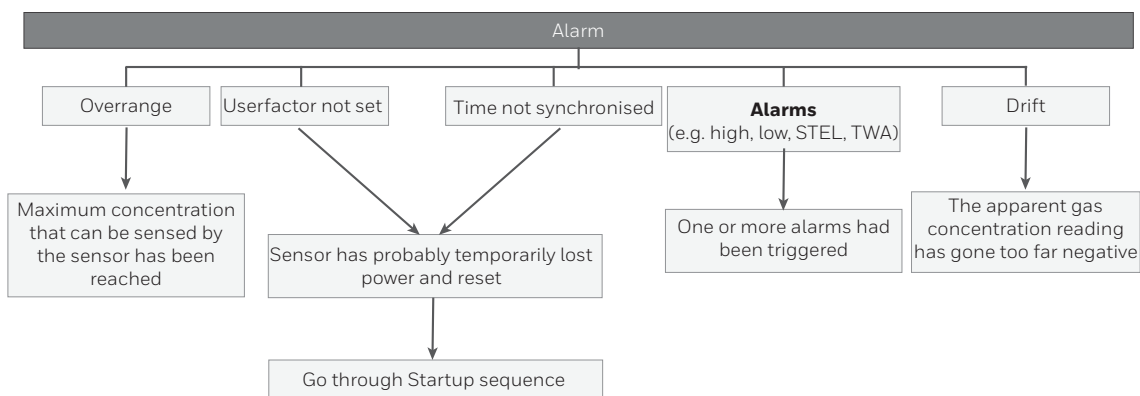 Alarm
Overrange
Userfactor not set
Time not synchronised
Alarms
(e.g. high, low, STEL, TWA)
Drift
Maximum concentration
that can be sensed by
the sensor has been
reached
Sensor has probably temporarily lost
power and reset
One or more alarms had
been triggered
The apparent gas
concentration reading
has gone too far negative
Go through Startup sequence